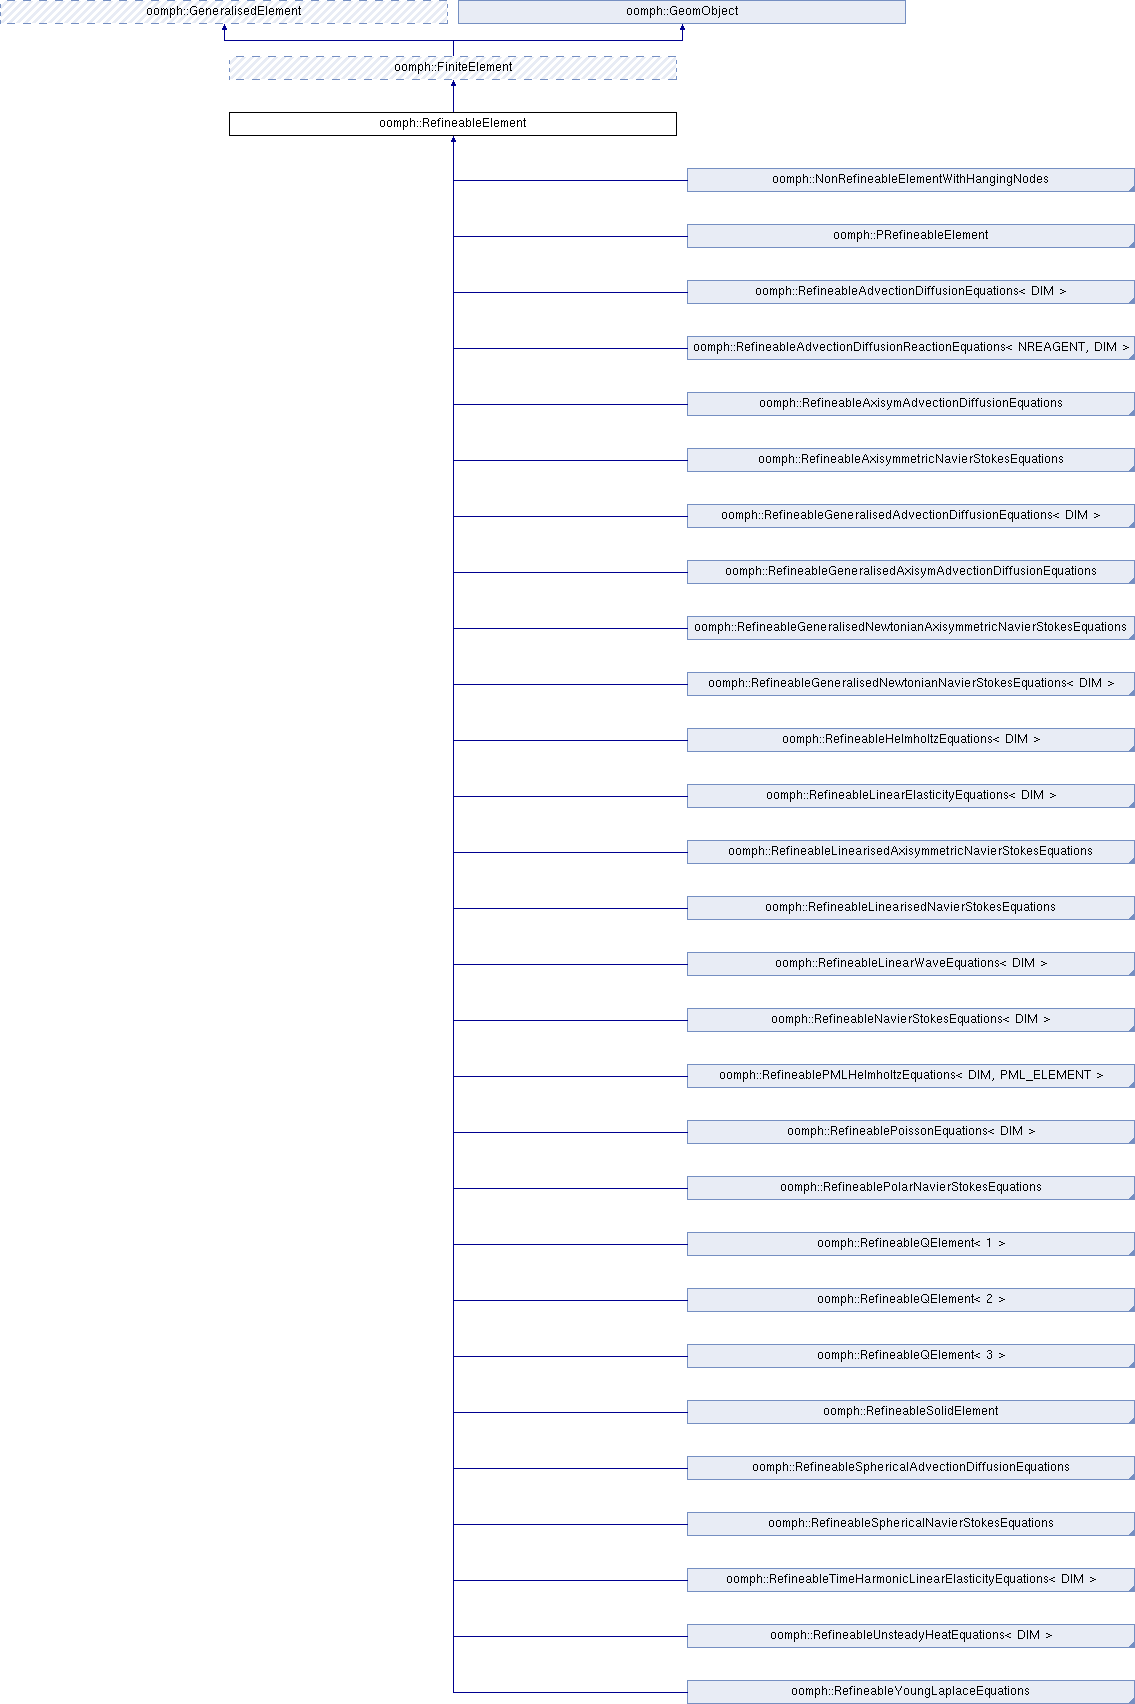 oomph::GeneralisedElement
oomph::GeomObject
oomph::FiniteElement
oomph::RefineableElement
oomph::NonRefineableElementWithHangingNodes
oomph::PRefineableElement
oomph::RefineableAdvectionDiffusionEquations< DIM >
oomph::RefineableAdvectionDiffusionReactionEquations< NREAGENT, DIM >
oomph::RefineableAxisymAdvectionDiffusionEquations
oomph::RefineableAxisymmetricNavierStokesEquations
oomph::RefineableGeneralisedAdvectionDiffusionEquations< DIM >
oomph::RefineableGeneralisedAxisymAdvectionDiffusionEquations
oomph::RefineableGeneralisedNewtonianAxisymmetricNavierStokesEquations
oomph::RefineableGeneralisedNewtonianNavierStokesEquations< DIM >
oomph::RefineableHelmholtzEquations< DIM >
oomph::RefineableLinearElasticityEquations< DIM >
oomph::RefineableLinearisedAxisymmetricNavierStokesEquations
oomph::RefineableLinearisedNavierStokesEquations
oomph::RefineableLinearWaveEquations< DIM >
oomph::RefineableNavierStokesEquations< DIM >
oomph::RefineablePMLHelmholtzEquations< DIM, PML_ELEMENT >
oomph::RefineablePoissonEquations< DIM >
oomph::RefineablePolarNavierStokesEquations
oomph::RefineableQElement< 1 >
oomph::RefineableQElement< 2 >
oomph::RefineableQElement< 3 >
oomph::RefineableSolidElement
oomph::RefineableSphericalAdvectionDiffusionEquations
oomph::RefineableSphericalNavierStokesEquations
oomph::RefineableTimeHarmonicLinearElasticityEquations< DIM >
oomph::RefineableUnsteadyHeatEquations< DIM >
oomph::RefineableYoungLaplaceEquations